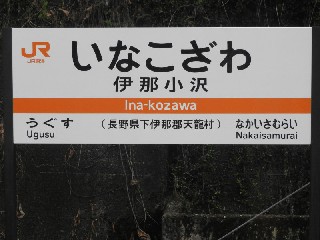 JR
JR東海
いなこざわ
伊那小沢
Ina-kozawa
うぐす
Ugusu
（長野県下伊那郡天龍村）
なかいさむらい
Nakaisamurai